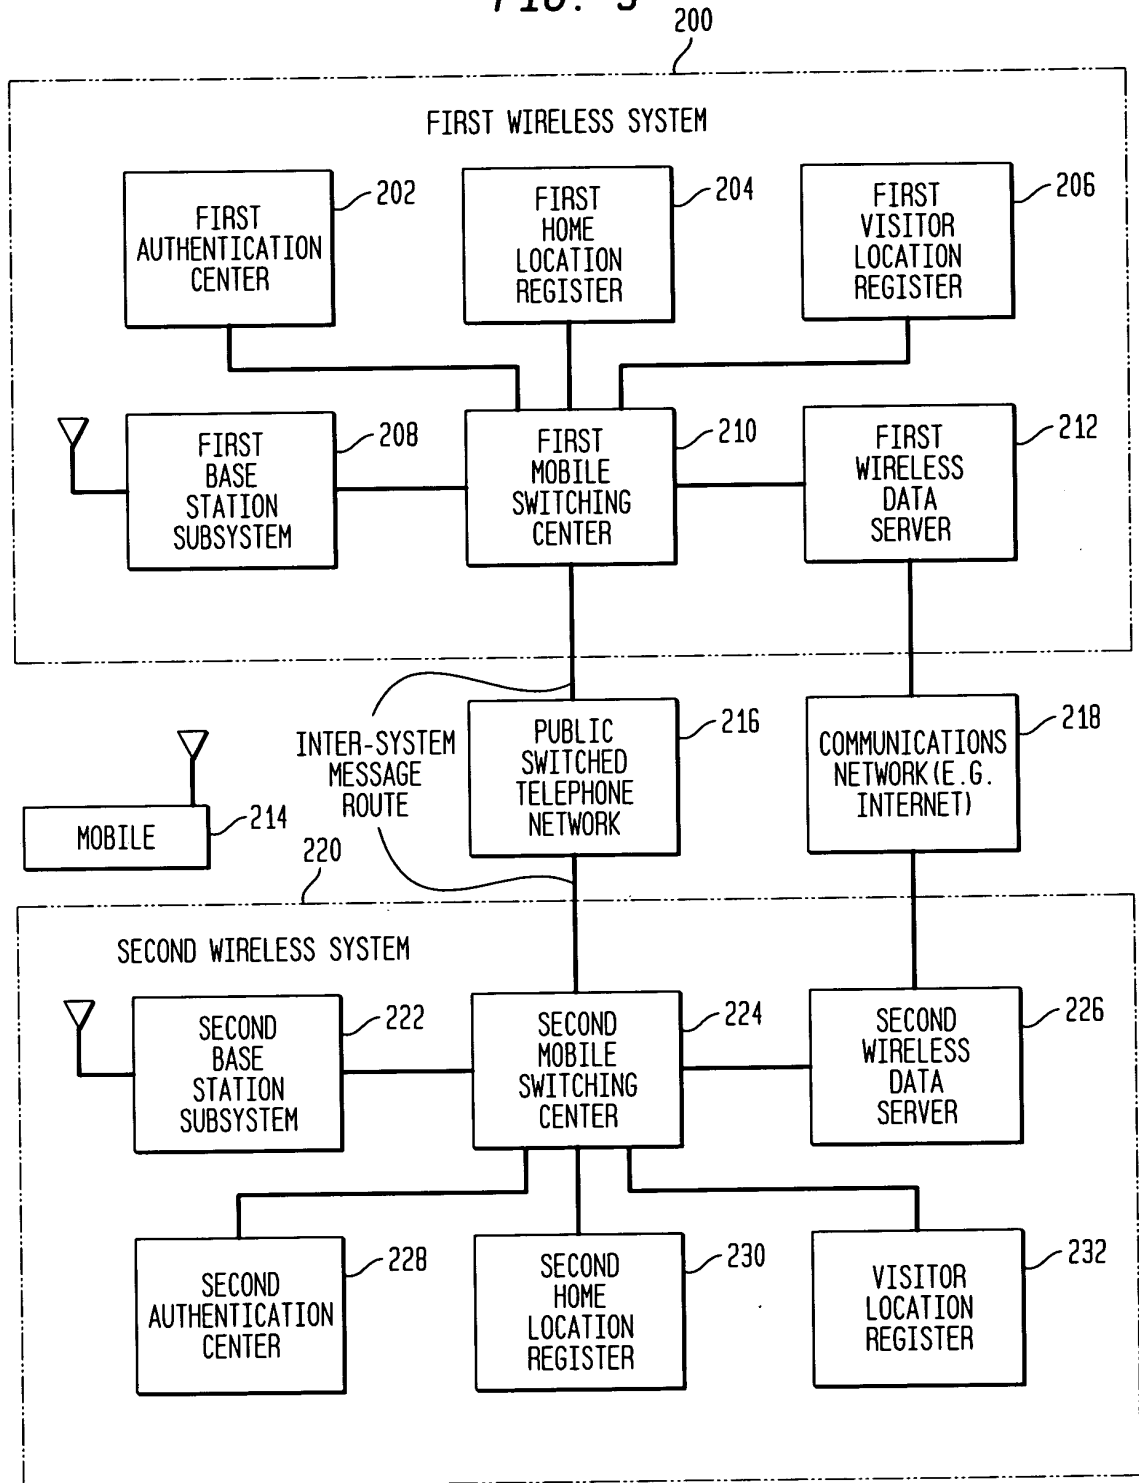 FIG. 3
200
FIRST WIRELESS SYSTEM
202
FIRST
AUTHENTICATION
CENTER
204
FIRST
HOME
LOCATION
REGISTER
206
FIRST
VISITOR
LOCATION
REGISTER
208
FIRST
BASE
STATION
SUBSYSTEM
210
FIRST
MOBILE
SWITCHING
CENTER
212
FIRST
WIRELESS
DATA
SERVER
INTER-SYSTEM
MESSAGE
ROUTE
216
PUBLIC
SWITCHED
TELEPHONE
NETWORK
218
COMMUNICATIONS
NETWORK(E.G.
INTERNET)
MOBILE
214
220
SECOND WIRELESS SYSTEM
222
SECOND
BASE
STATION
SUBSYSTEM
224
SECOND
MOBILE
SWITCHING
CENTER
226
SECOND
WIRELESS
DATA
SERVER
228
SECOND
AUTHENTICATION
CENTER
230
SECOND
HOME
LOCATION
REGISTER
232
VISITOR
LOCATION
REGISTER